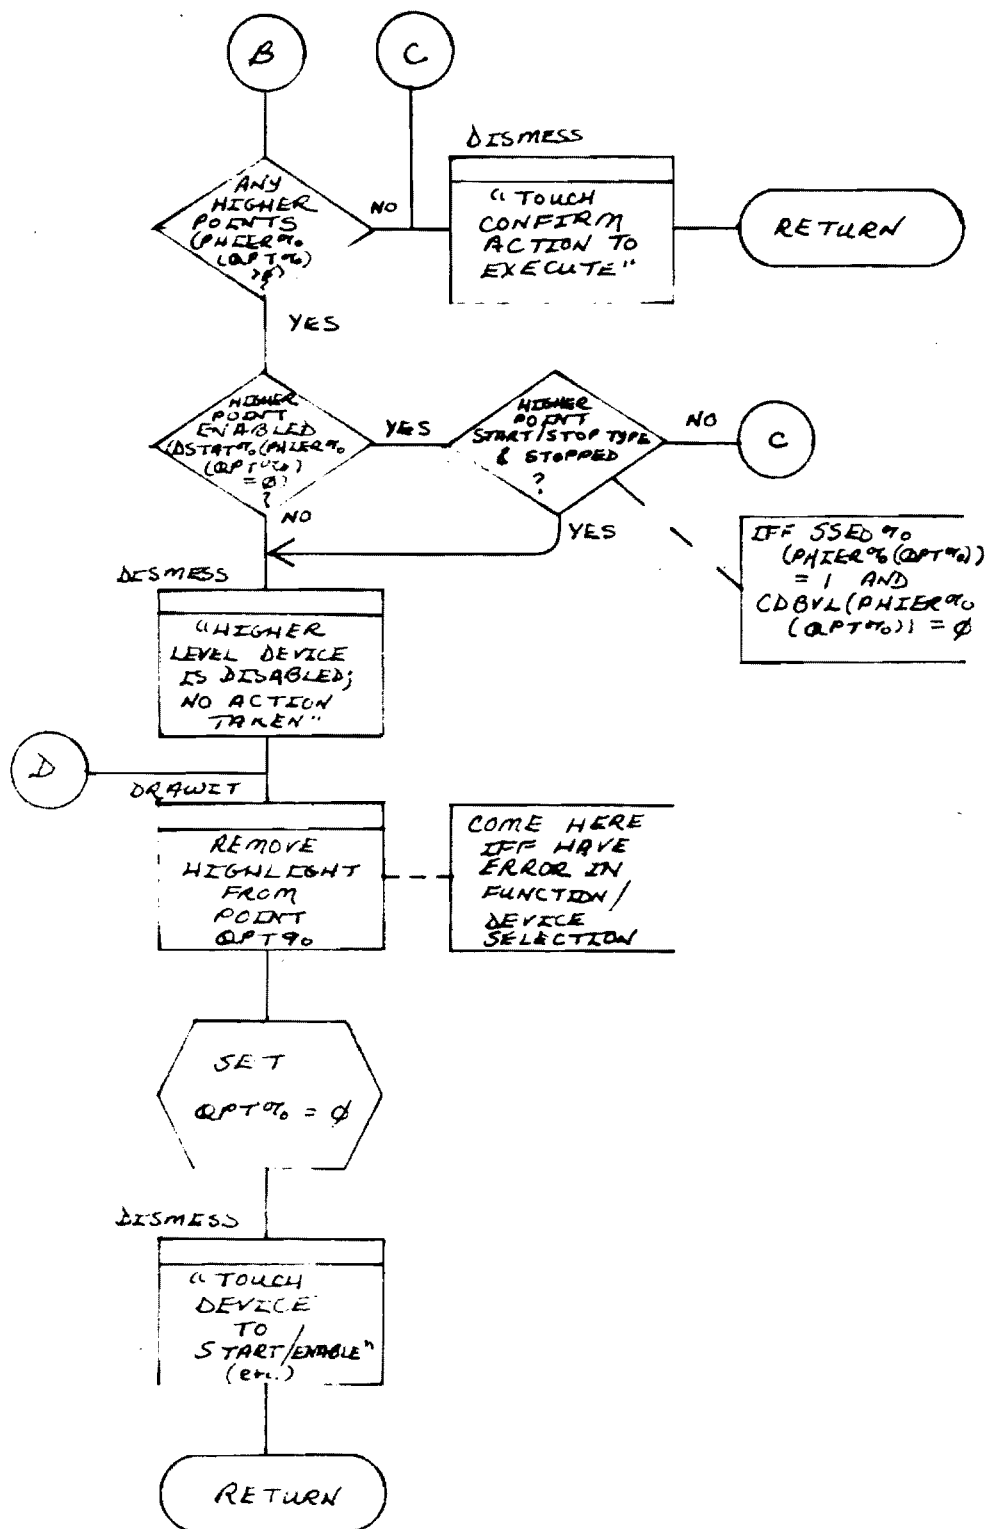 B
C
DISMESS
ANY
HIGHER
POINTS
(PHIER%
(QPT%)
>Ø)
?
NO
"TOUCH
CONFIRM
ACTION TO
EXECUTE"
RETURN
YES
HIGHER
POINT
ENABLED
(DSTAT%(PHIER%
(QPT%)
=Ø)
?
YES
HIGHER
POINT
START/STOP TYPE
& STOPPED
?
NO
C
NO
YES
IFF SSED%
(PHIER%(QPT%))
= 1 AND
CDBVL(PHIER%
(QPT%)) = Ø
DISMESS
"HIGHER
LEVEL DEVICE
IS DISABLED;
NO ACTION
TAKEN"
D
DRAWIT
REMOVE
HIGHLIGHT
FROM
POINT
QPT%
COME HERE
IFF HAVE
ERROR IN
FUNCTION/
DEVICE
SELECTION
SET
QPT% = Ø
DISMESS
"TOUCH
DEVICE
TO
START/ENABLE"
(etc.)
RETURN